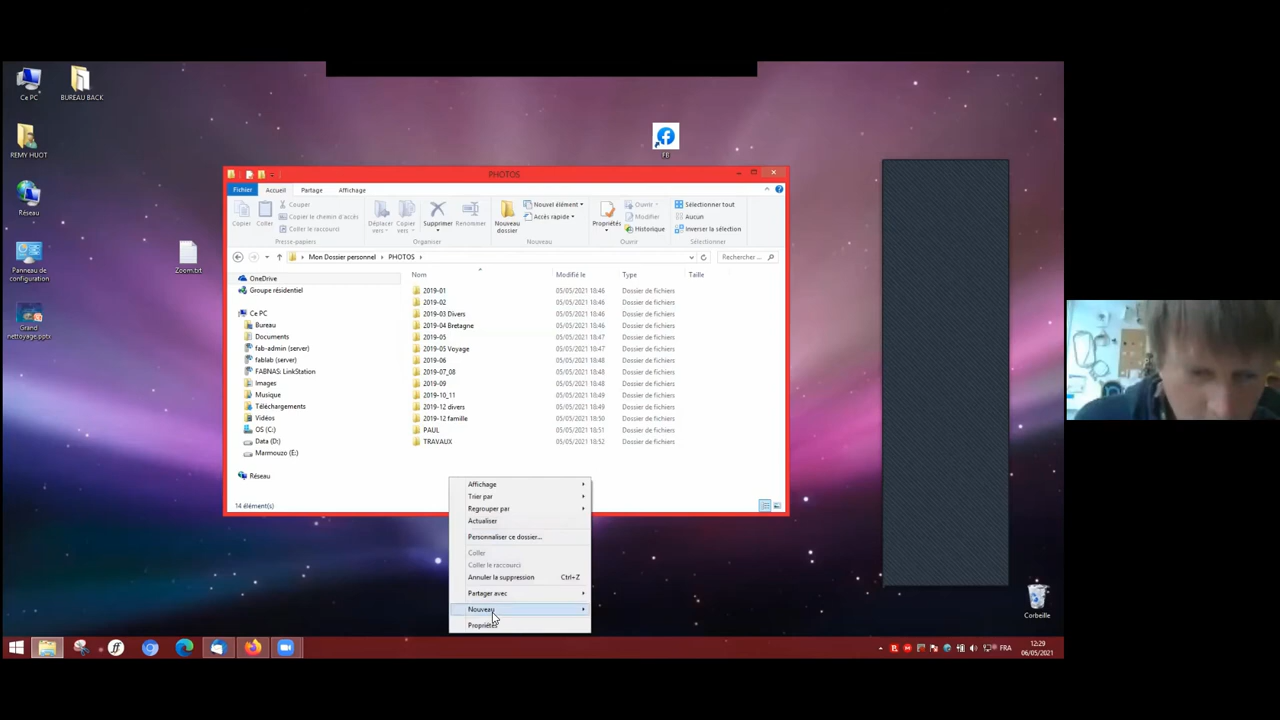 Ce PC
BUREAU BACK
REMY HUOT
Réseau
Panneau de
configuration
Grand
nettoyage.pptx
Zoom.txt
FB
PHOTOS
Fichier
Accueil
Partage
Affichage
Copier
Coller
Couper
Copier le chemin d'accès
Coller le raccourci
Presse-papiers
Déplacer
vers
Copier
vers
Supprimer
Renommer
Organiser
Nouveau
dossier
Nouvel élément
Accès rapide
Nouveau
Propriétés
Ouvrir
Modifier
Historique
Ouvrir
Sélectionner tout
Aucun
Inverser la sélection
Sélectionner
Mon Dossier personnel
PHOTOS
Rechercher ...
OneDrive
Groupe résidentiel
Ce PC
Bureau
Documents
fab-admin (server)
fablab (server)
FABNAS: LinkStation
Images
Musique
Téléchargements
Vidéos
OS (C:)
Data (D:)
Marmouzo (E:)
Réseau
Nom Modifié le Type Taille
2019-01 05/05/2021 18:46 Dossier de fichiers
2019-02 05/05/2021 18:46 Dossier de fichiers
2019-03 Divers 05/05/2021 18:46 Dossier de fichiers
2019-04 Bretagne 05/05/2021 18:46 Dossier de fichiers
2019-05 05/05/2021 18:47 Dossier de fichiers
2019-05 Voyage 05/05/2021 18:47 Dossier de fichiers
2019-06 05/05/2021 18:48 Dossier de fichiers
2019-07_08 05/05/2021 18:48 Dossier de fichiers
2019-09 05/05/2021 18:48 Dossier de fichiers
2019-10_11 05/05/2021 18:49 Dossier de fichiers
2019-12 divers 05/05/2021 18:49 Dossier de fichiers
2019-12 famille 05/05/2021 18:50 Dossier de fichiers
PAUL 05/05/2021 18:51 Dossier de fichiers
TRAVAUX 05/05/2021 18:52 Dossier de fichiers
14 élément(s)
Affichage
Trier par
Regrouper par
Actualiser
Personnaliser ce dossier...
Coller
Coller le raccourci
Annuler la suppression Ctrl+Z
Partager avec
Nouveau
Propriétés
Corbeille
FRA
12:29
06/05/2021